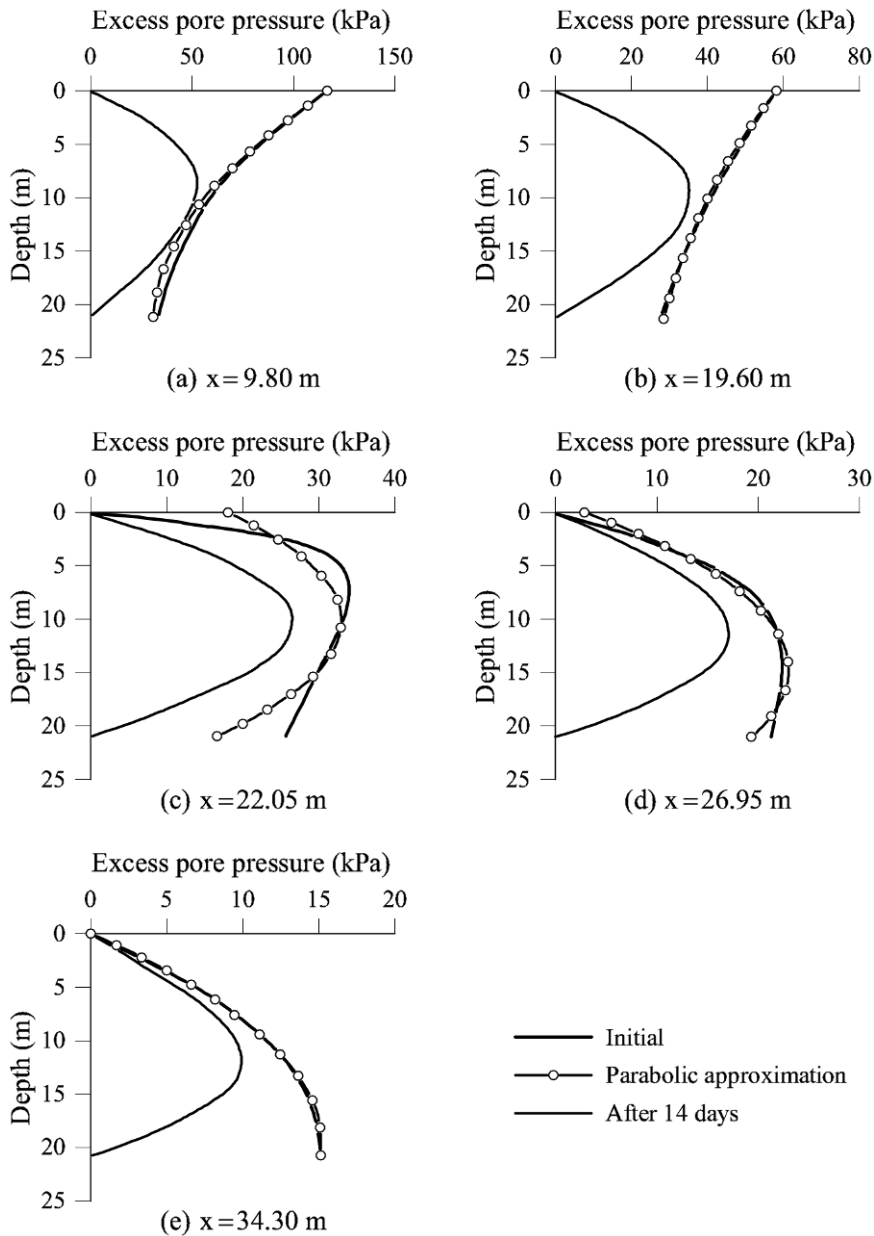 Excess pore pressure (kPa)
0 50 100 150
0
5
10
15
20
25
Depth (m)
(a) x=9.80 m
Excess pore pressure (kPa)
0 20 40 60 80
0
5
10
15
20
25
Depth (m)
(b) x=19.60 m
Excess pore pressure (kPa)
0 10 20 30 40
0
5
10
15
20
25
Depth (m)
(c) x=22.05 m
Excess pore pressure (kPa)
0 10 20 30
0
5
10
15
20
25
Depth (m)
(d) x=26.95 m
Excess pore pressure (kPa)
0 5 10 15 20
0
5
10
15
20
25
Depth (m)
(e) x=34.30 m
Initial
Parabolic approximation
After 14 days